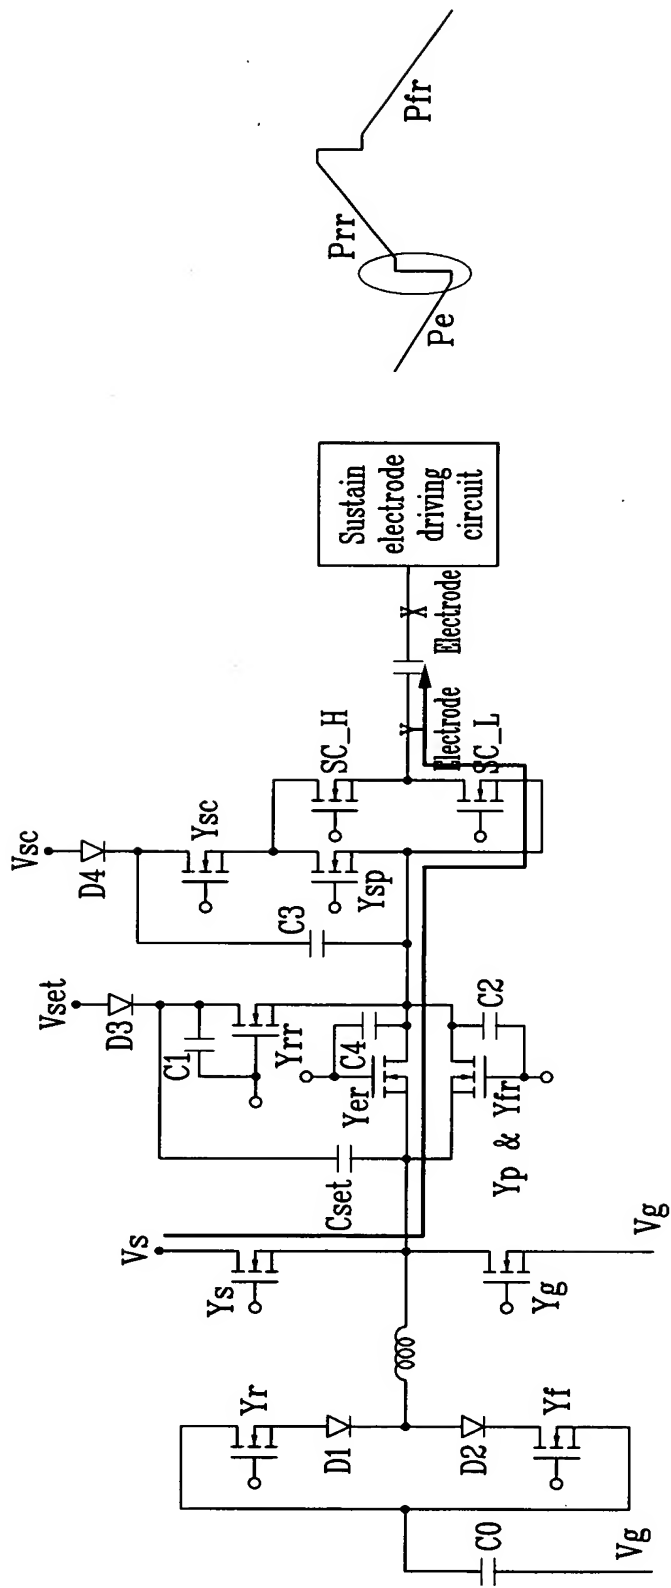 Vg
C0
Yr
D1
D2
Yf
Vs
Ys
Yg
Vg
Vset
D3
C1
Yrr
Cset
Yer
C4
Yp & Yfr
C2
Vsc
D4
Ysc
C3
Ysp
SC_H
SC_L
Y
Electrode
X
Electrode
Sustain
electrode
driving
circuit
Pe
Prr
Pfr